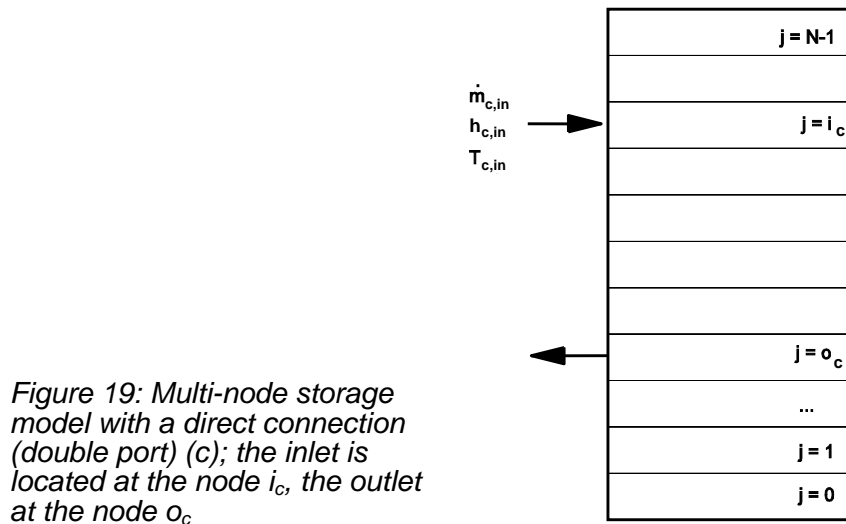 j = N-1
ṁc,in
hc,in
j = ic
Tc,in
j = oc
...
j = 1
j = 0
Figure 19: Multi-node storage
model with a direct connection
(double port) (c); the inlet is
located at the node ic, the outlet
at the node oc